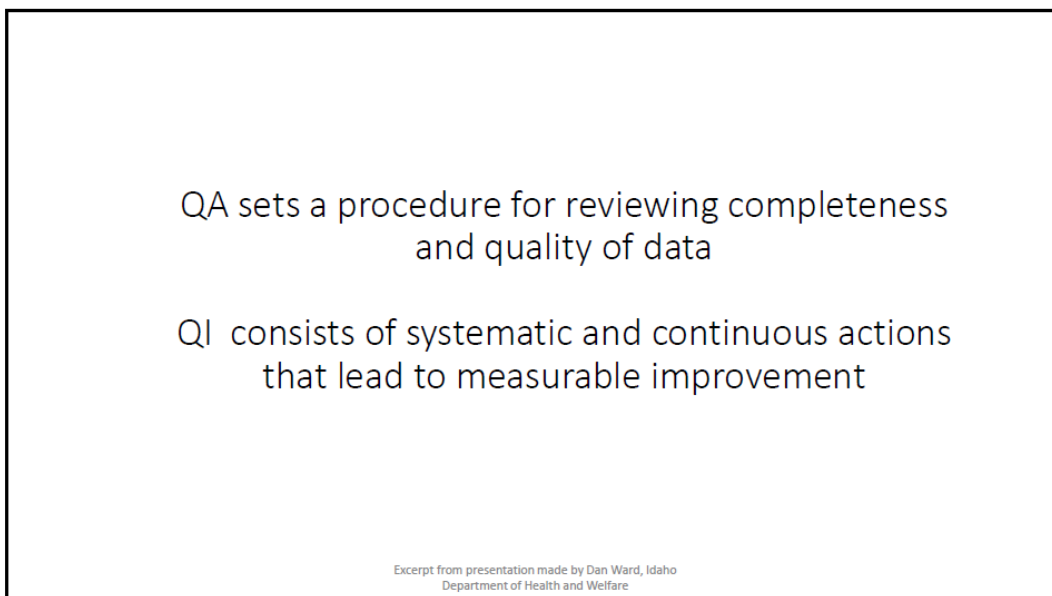 QA sets a procedure for reviewing completeness
and quality of data
QI  consists of systematic and continuous actions
that lead to measurable improvement
Excerpt from presentation made by Dan Ward, Idaho
Department of Health and Welfare